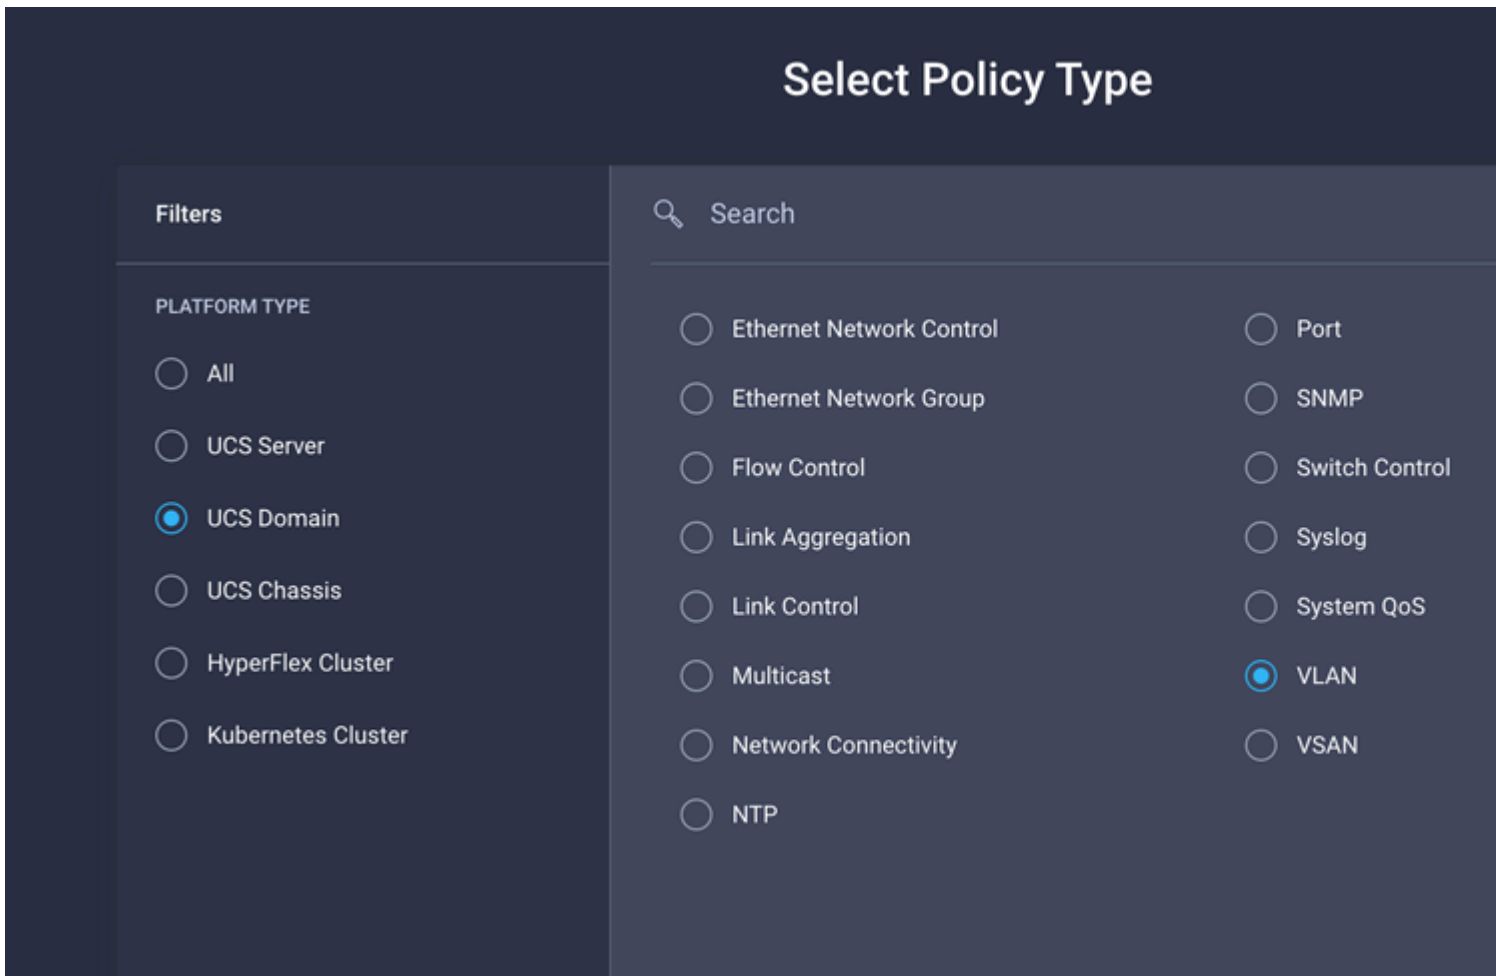 Select Policy Type
Filters
Search
PLATFORM TYPE
All
UCS Server
UCS Domain
UCS Chassis
HyperFlex Cluster
Kubernetes Cluster
Ethernet Network Control
Ethernet Network Group
Flow Control
Link Aggregation
Link Control
Multicast
Network Connectivity
NTP
Port
SNMP
Switch Control
Syslog
System QoS
VLAN
VSAN